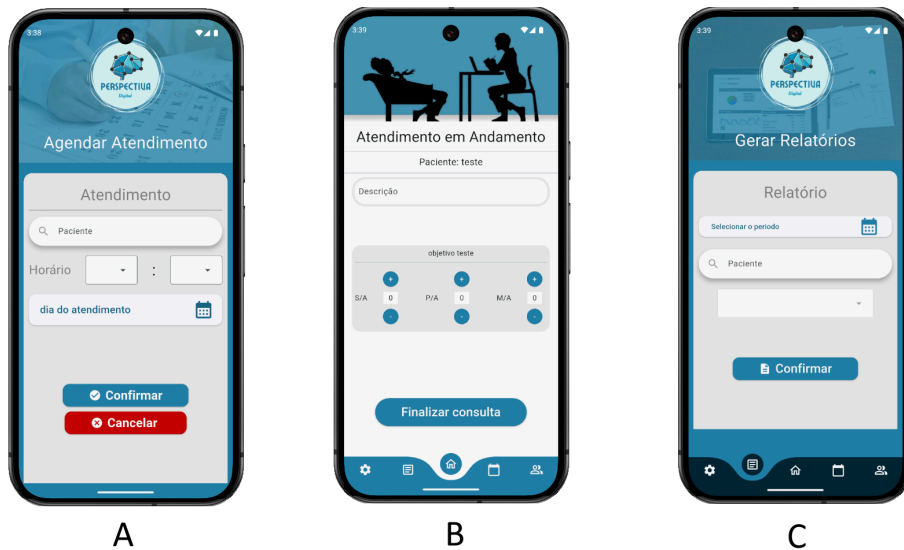 3:38
PERSPECTIVA
Digital
Agendar Atendimento
Atendimento
Paciente
Horário :
dia do atendimento
Confirmar
Cancelar
A
3:39
Atendimento em Andamento
Paciente: teste
Descrição
objetivo teste
+ + +
S/A 0 P/A 0 M/A 0
- - -
Finalizar consulta
B
3:39
PERSPECTIVA
Digital
Gerar Relatórios
Relatório
Selecionar o periodo
Paciente
Confirmar
C